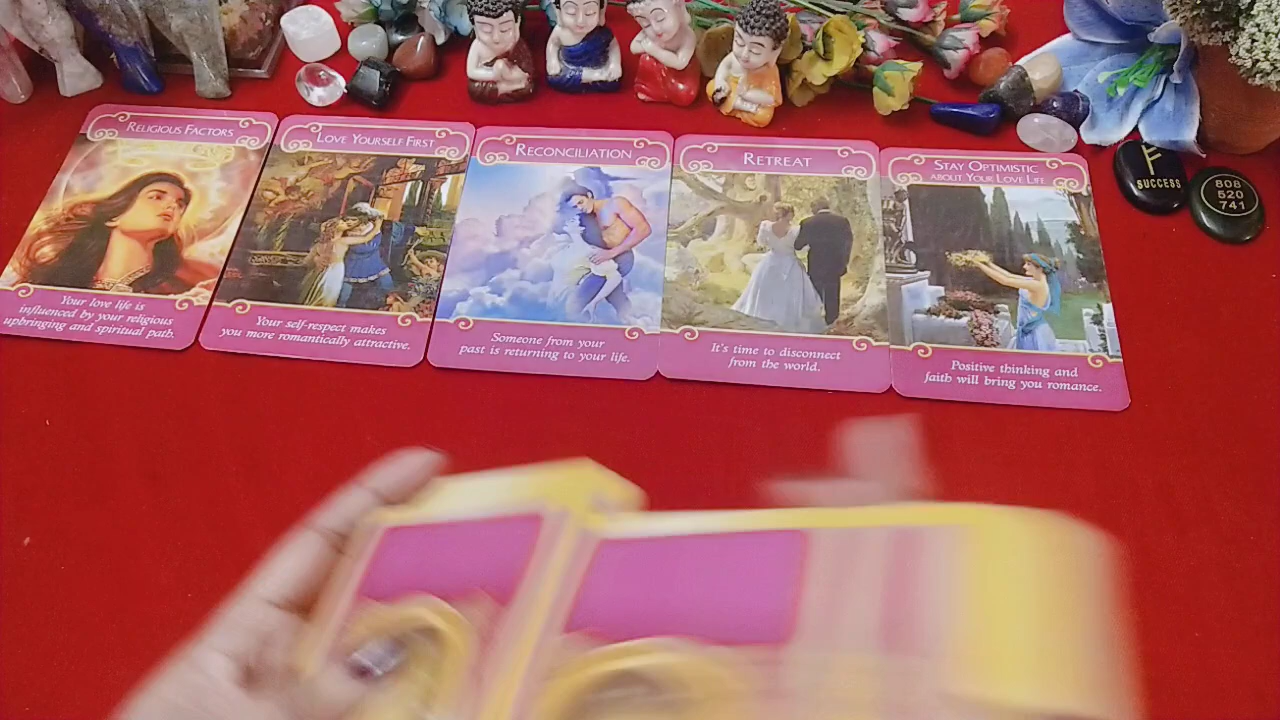 RELIGIOUS FACTORS
Your love life is
influenced by your religious
upbringing and spiritual path.
LOVE YOURSELF FIRST
Your self-respect makes
you more romantically attractive.
RECONCILIATION
Someone from your
past is returning to your life.
RETREAT
It's time to disconnect
from the world.
STAY OPTIMISTIC
ABOUT YOUR LOVE LIFE
Positive thinking and
faith will bring you romance.
SUCCESS
808
520
741